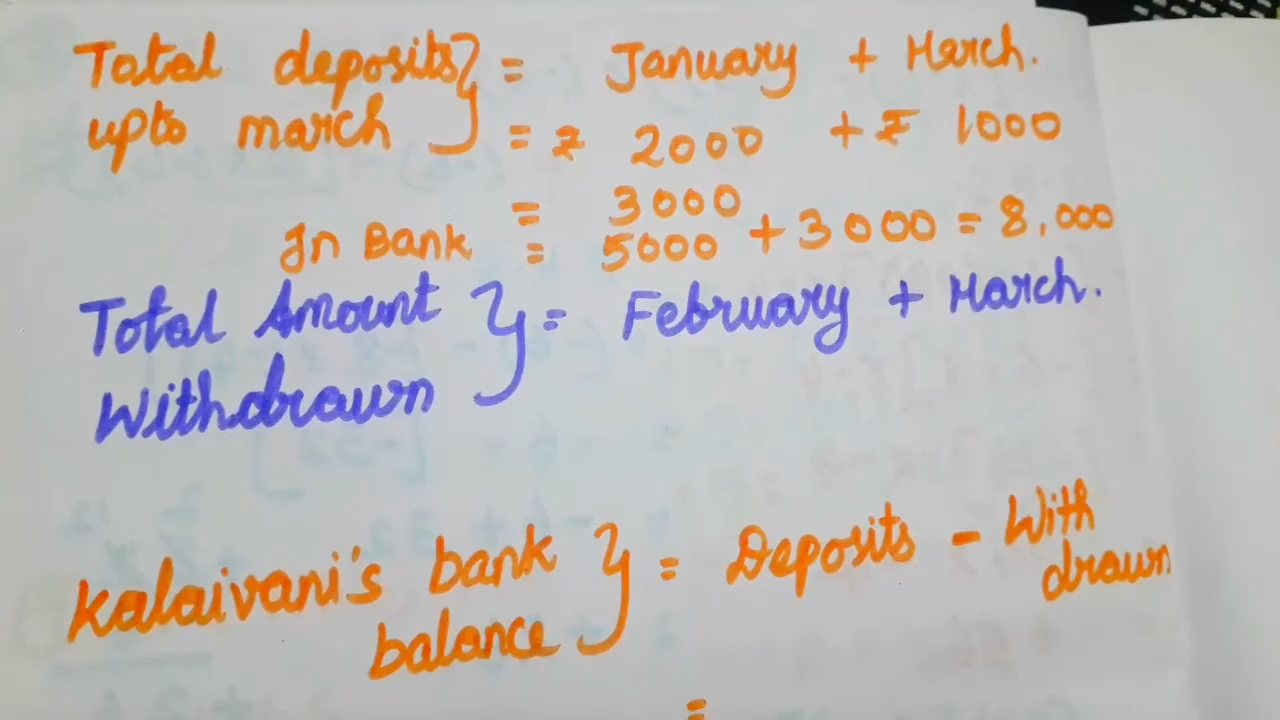 Total deposits } = January + March.
upto march = ₹ 2000 + ₹ 1000
= 3000
In Bank = 5000 + 3000 = 8,000
Total Amount } = February + March.
Withdrawn
Kalaivani's bank } = Deposits - With
balance drawn
=